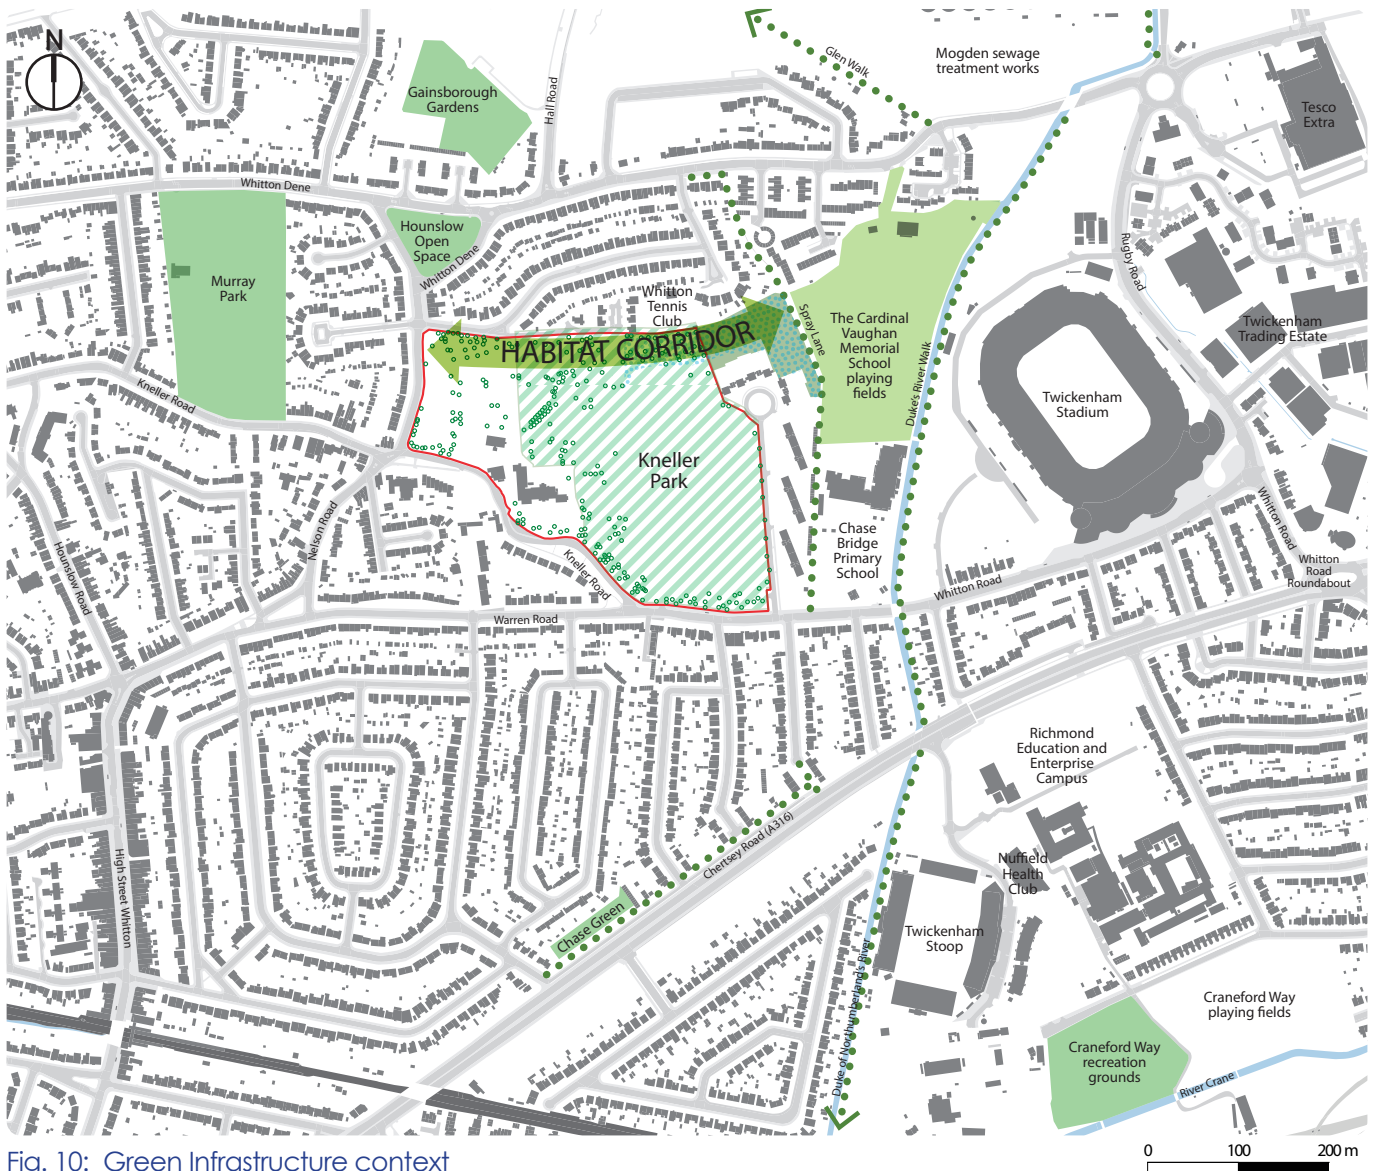 N
Glen Walk
Mogden sewage
treatment works
Gainsborough
Gardens
Hall Road
Tesco
Extra
Whitton Dene
Hounslow
Open
Space
Whitton Dene
Murray
Park
Rugby Road
Whitton
Tennis
Club
Spray Lane
The Cardinal
Vaughan
Memorial
School
playing
fields
Duke's River Walk
Twickenham
Trading Estate
HABITAT CORRIDOR
Kneller Road
Twickenham
Stadium
Kneller
Park
Nelson Road
Hounslow Road
Kneller Road
Chase
Bridge
Primary
School
Whitton Road
Whitton Road
Whitton
Road
Roundabout
Warren Road
Richmond
Education and
Enterprise
Campus
Chertsey Road (A316)
High Street Whitton
Nuffield
Health
Club
Chase Green
Twickenham
Stoop
Duke of Northumberland's River
Craneford Way
playing fields
Craneford Way
recreation
grounds
River Crane
Fig. 10: Green Infrastructure context
0 100 200 m